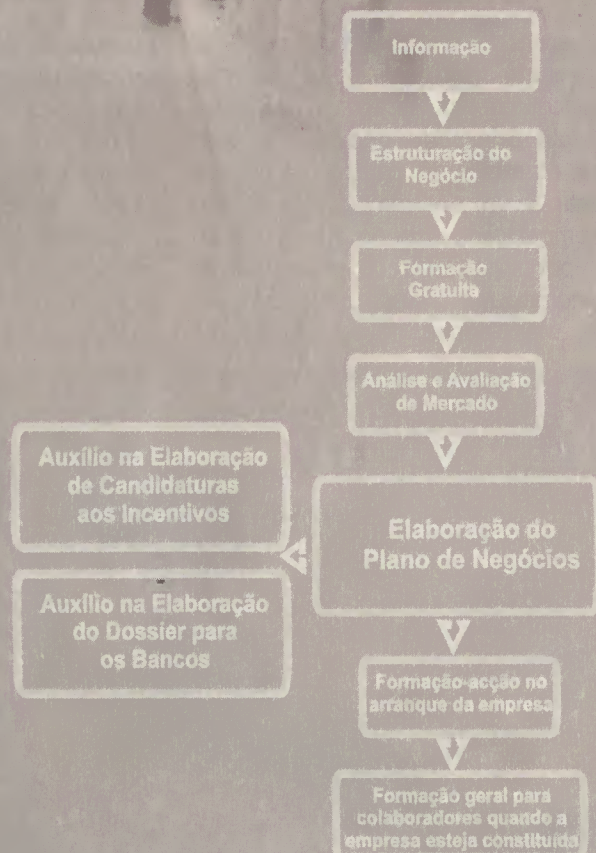 Informação
Estruturação do
Negócio
Formação
Gratuita
Análise e Avaliação
de Mercado
Elaboração do
Plano de Negócios
Auxílio na Elaboração
de Candidaturas
aos Incentivos
Auxílio na Elaboração
do Dossier para
os Bancos
Formação-acção no
arranque da empresa
Formação geral para
colaboradores quando a
empresa esteja constituída